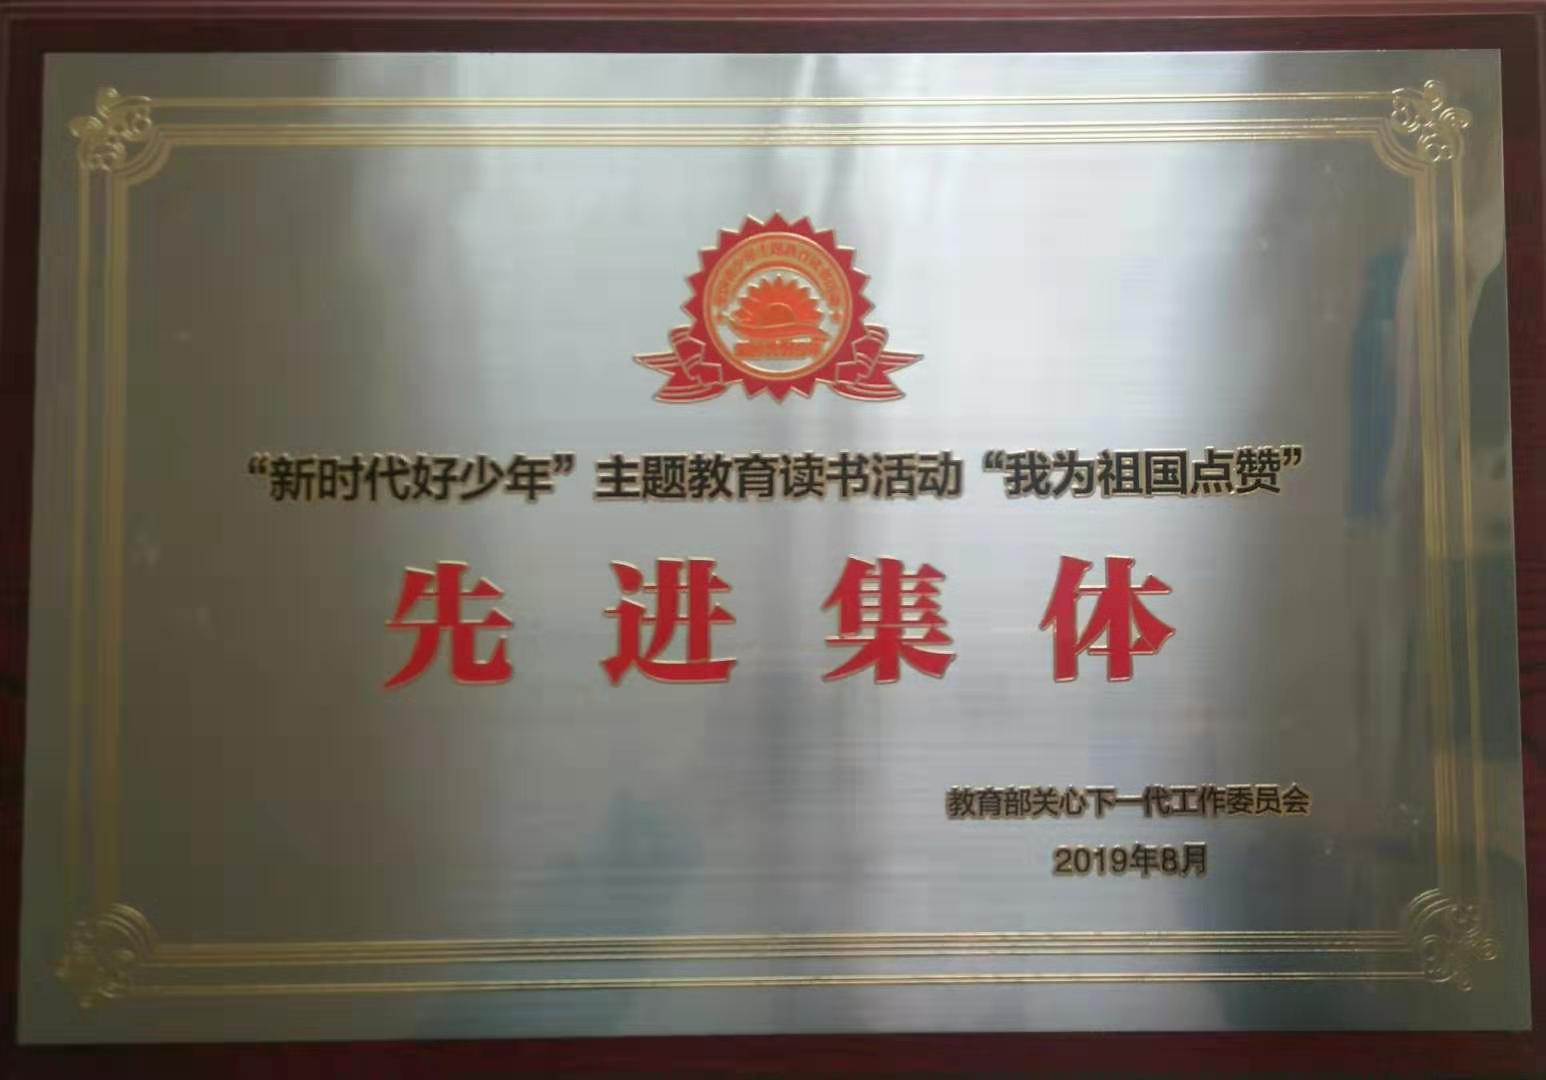 “新时代好少年”主题教育读书活动“我为祖国点赞”
先进集体
教育部关心下一代工作委员会
2019年8月